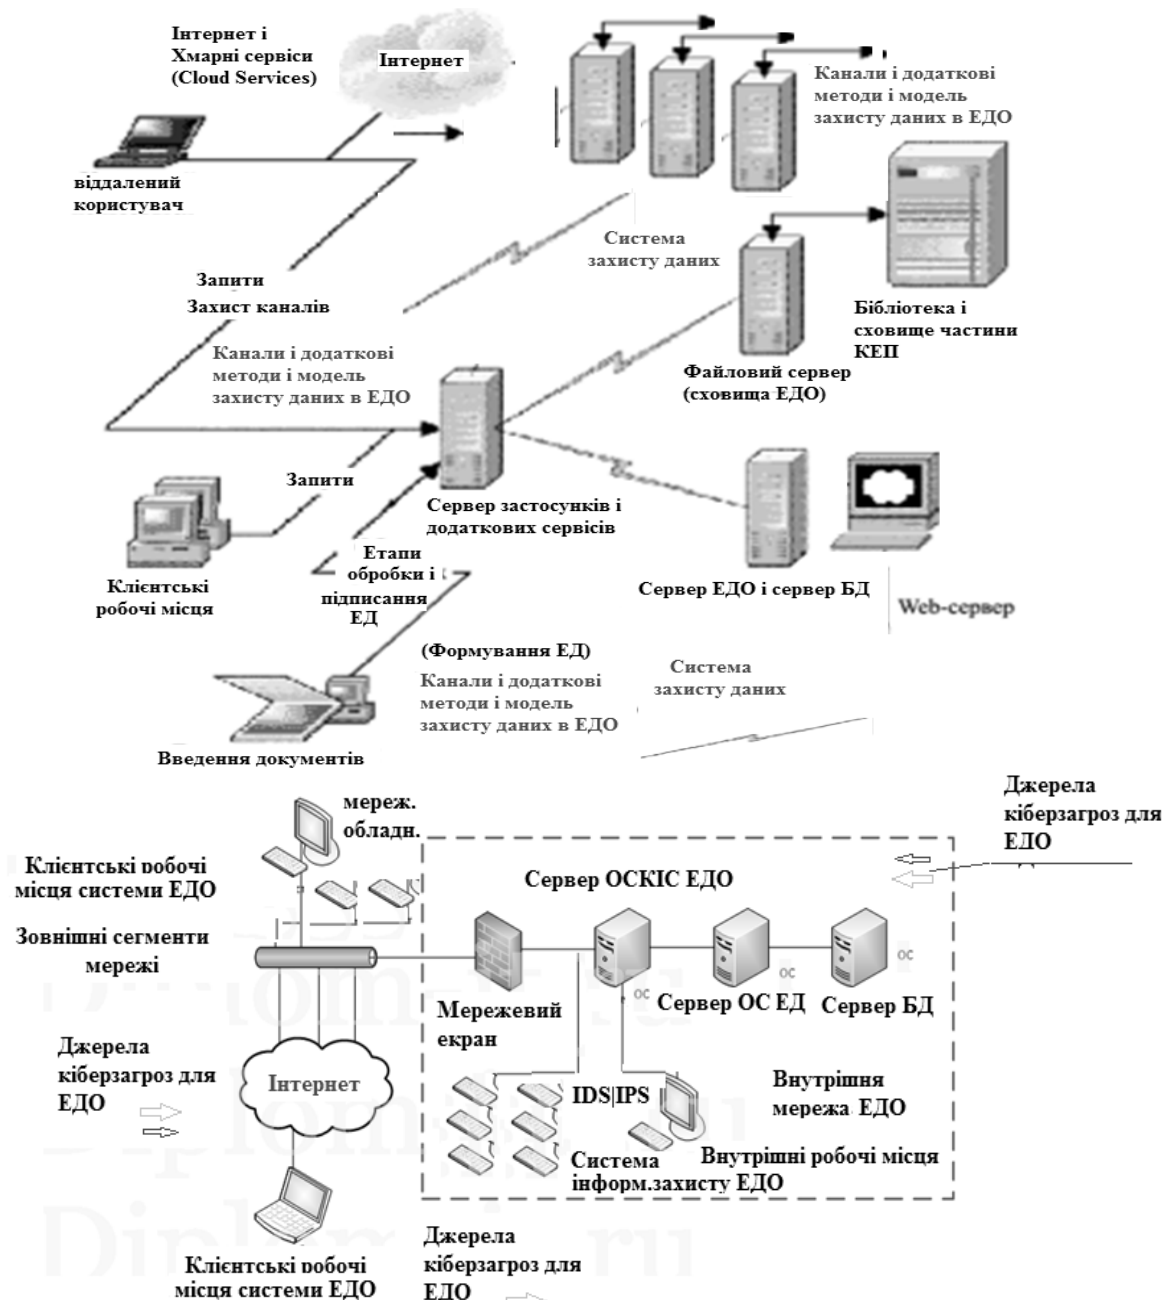 Інтернет і
Хмарні сервіси
(Cloud Services)
Інтернет
Канали і додаткові
методи і модель
захисту даних в ЕДО
віддалений
користувач
Система
захисту даних
Запити
Захист каналів
Бібліотека і
сховище частини
КЕП
Канали і додаткові
методи і модель
захисту даних в ЕДО
Файловий сервер
(сховища ЕДО)
Запити
Сервер застосунків і
додаткових сервісів
Етапи
обробки і
підписання
ЕД
Клієнтські
робочі місця
Сервер ЕДО і сервер БД
Web-сервер
(Формування ЕД)
Канали і додаткові
методи і модель
захисту даних в ЕДО
Система
захисту даних
Введення документів
Джерела
кіберзагроз для
ЕДО
мереж.
обладн.
Клієнтські робочі
місця системи ЕДО
Сервер ОСКІС ЕДО
Зовнішні сегменти
мережі
ОС
ОС
ОС
Сервер ОС ЕД
Сервер БД
Мережевий
екран
Джерела
кіберзагроз для
ЕДО
Інтернет
IDS|IPS
Внутрішня
мережа ЕДО
Внутрішні робочі місця
Система
інформ.захисту ЕДО
Клієнтські робочі
місця системи ЕДО
Джерела
кіберзагроз для
ЕДО